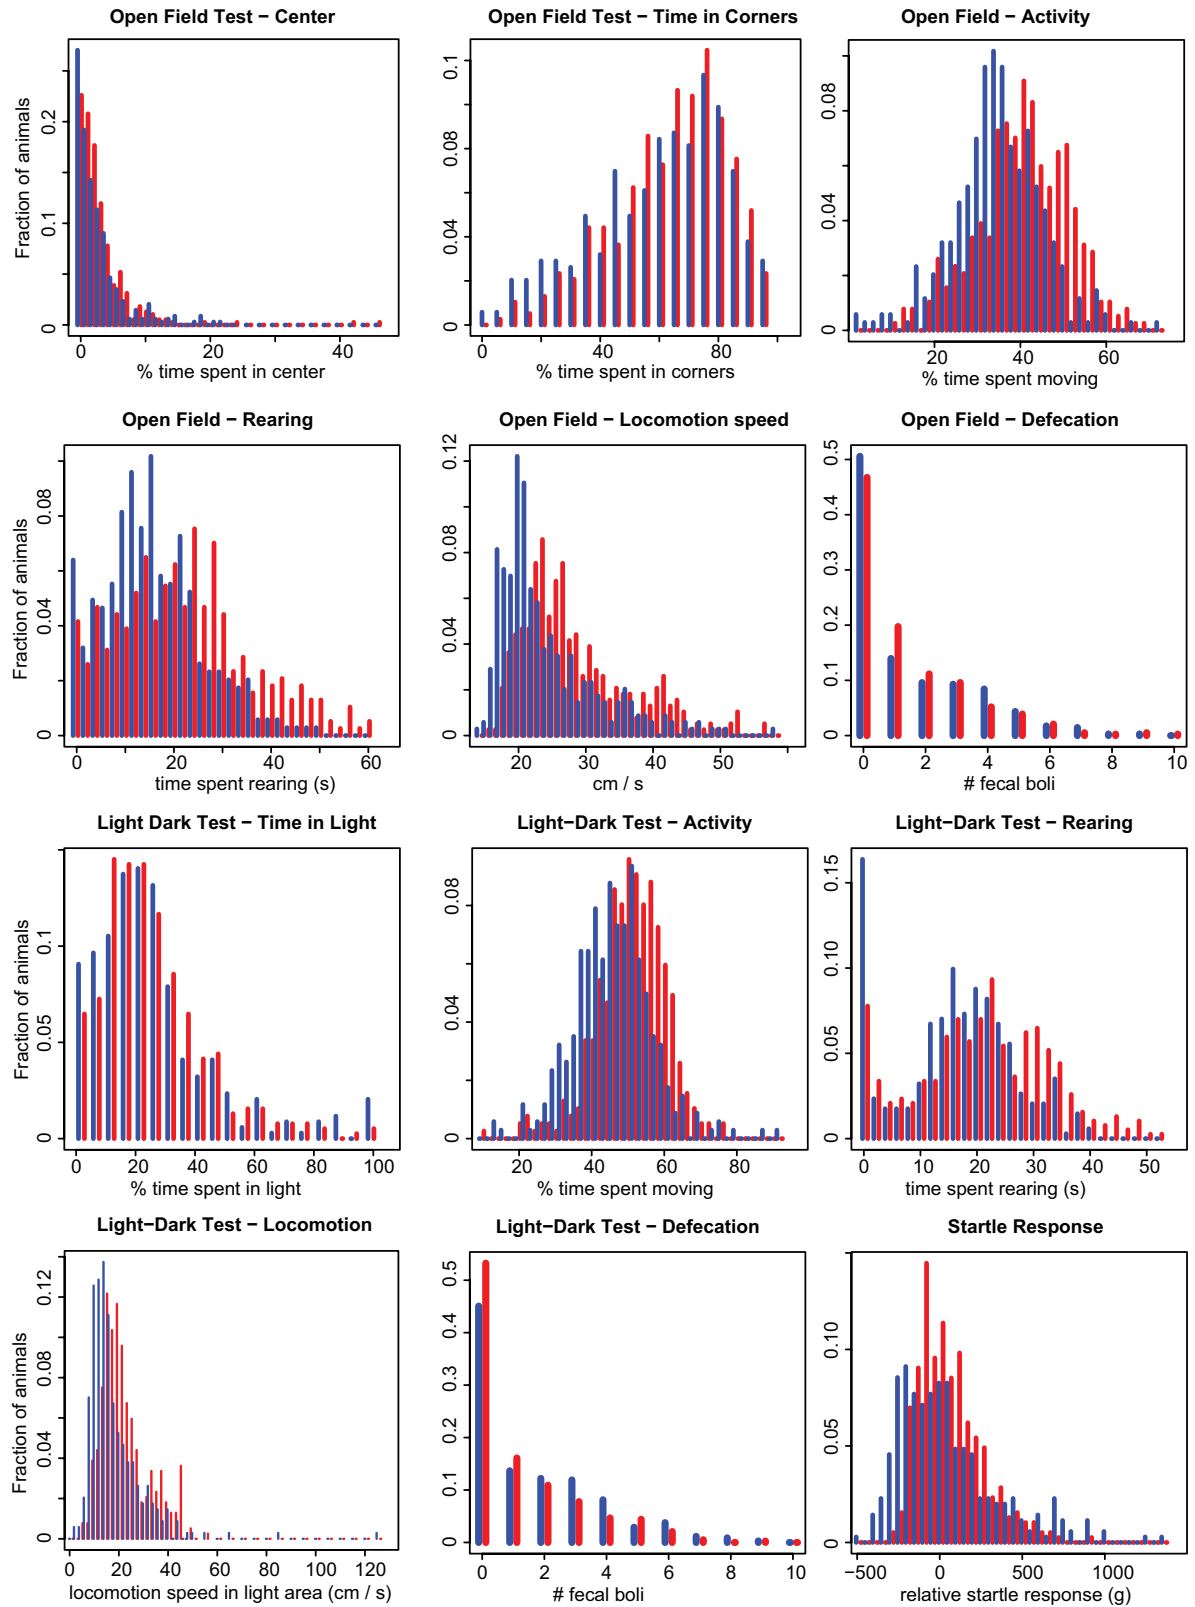 Open Field Test − Center
Open Field Test − Time in Corners
Open Field − Activity
Fraction of animals
0
0.1
0.2
0 20 40
% time spent in center
0
0.04
0.08
0.1
0 40 80
% time spent in corners
0
0.04
0.08
20 40 60
% time spent moving
Open Field − Rearing
Open Field − Locomotion speed
Open Field − Defecation
Fraction of animals
0
0.04
0.08
0 20 40 60
time spent rearing (s)
0
0.04
0.08
0.12
20 30 40 50
cm / s
0
0.1
0.2
0.3
0.4
0.5
0 2 4 6 8 10
# fecal boli
Light Dark Test − Time in Light
Light−Dark Test − Activity
Light−Dark Test − Rearing
Fraction of animals
0
0.05
0.1
0 20 40 60 80 100
% time spent in light
0
0.04
0.08
20 40 60 80
% time spent moving
0
0.05
0.10
0.15
0 10 20 30 40 50
time spent rearing (s)
Light−Dark Test − Locomotion
Light−Dark Test − Defecation
Startle Response
Fraction of animals
0
0.04
0.08
0.12
0 20 40 60 80 100 120
locomotion speed in light area (cm / s)
0
0.1
0.2
0.3
0.4
0.5
0 2 4 6 8 10
# fecal boli
0
0.05
0.10
−500 0 500 1000
relative startle response (g)